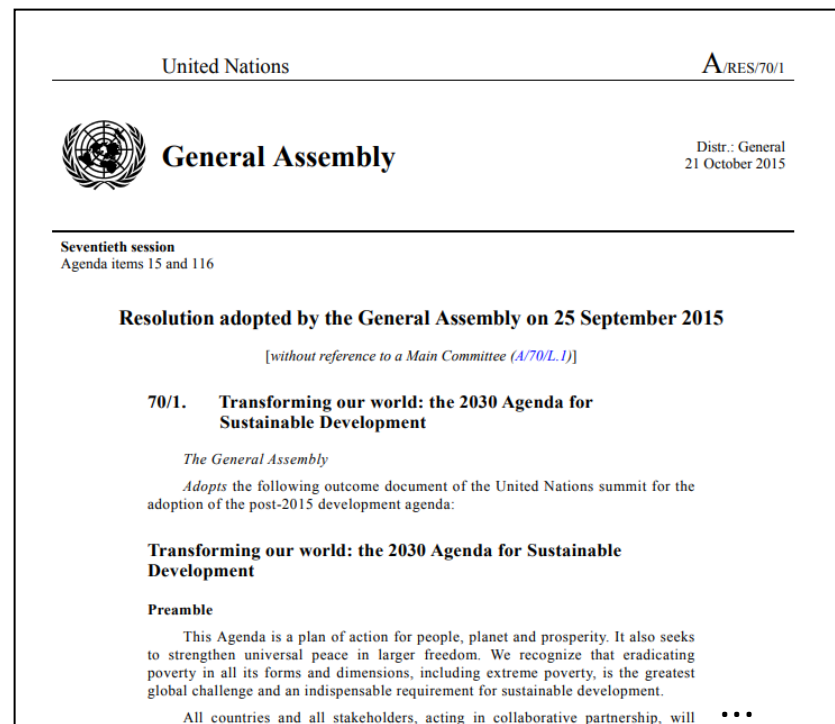 United Nations
A/RES/70/1
General Assembly
Distr.: General
21 October 2015
Seventieth session
Agenda items 15 and 116
Resolution adopted by the General Assembly on 25 September 2015
[without reference to a Main Committee (A/70/L.1)]
70/1. Transforming our world: the 2030 Agenda for
Sustainable Development
The General Assembly
Adopts the following outcome document of the United Nations summit for the
adoption of the post-2015 development agenda:
Transforming our world: the 2030 Agenda for Sustainable
Development
Preamble
This Agenda is a plan of action for people, planet and prosperity. It also seeks
to strengthen universal peace in larger freedom. We recognize that eradicating
poverty in all its forms and dimensions, including extreme poverty, is the greatest
global challenge and an indispensable requirement for sustainable development.
All countries and all stakeholders, acting in collaborative partnership, will
...